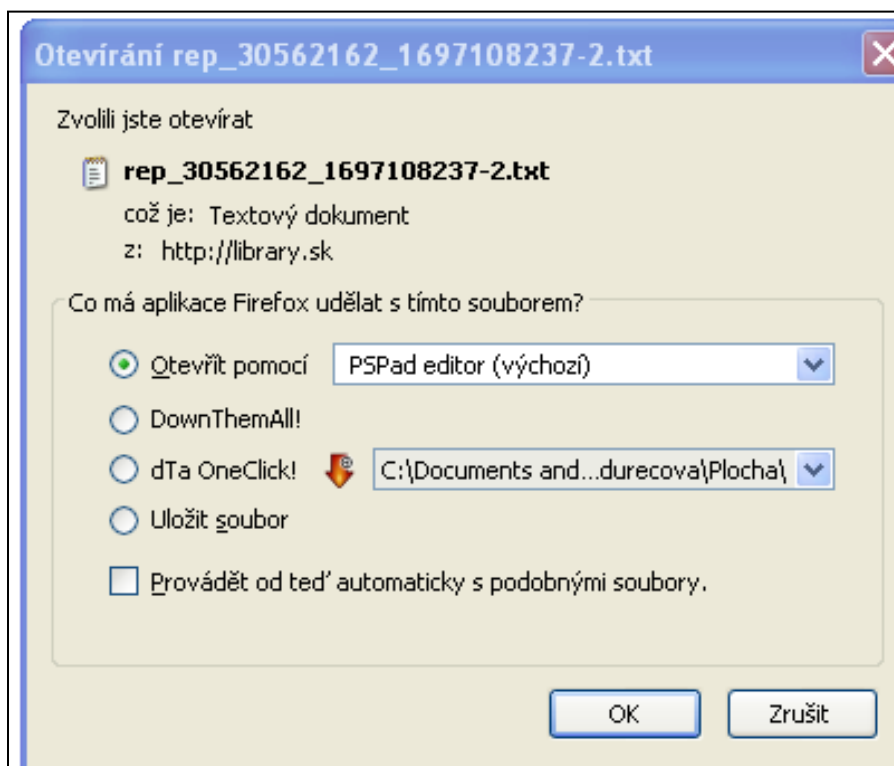 Otevírání rep_30562162_1697108237-2.txt
Zvolili jste otevírat
rep_30562162_1697108237-2.txt
což je: Textový dokument
z: http://library.sk
Co má aplikace Firefox udělat s tímto souborem?
Otevřít pomocí PSPad editor (výchozí)
DownThemAll!
dTa OneClick! C:\Documents and...durecova\Plocha\
Uložit soubor
Provádět od teď automaticky s podobnými soubory.
OK Zrušit